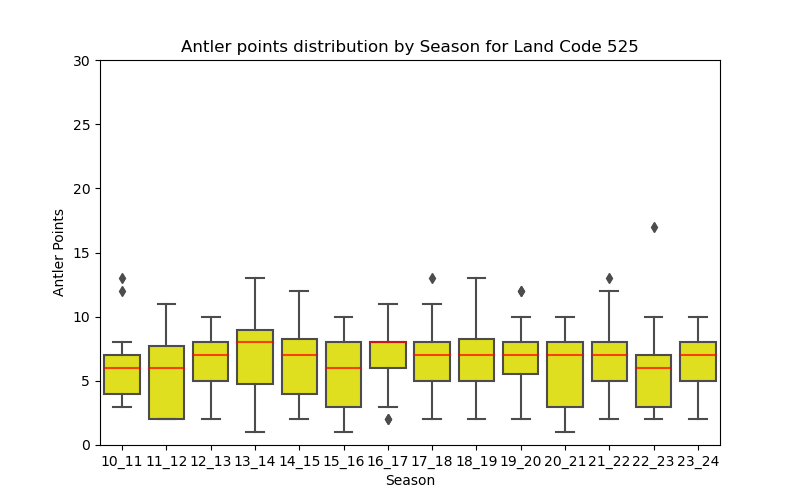 Antler points distribution by Season for Land Code 525
30
25
20
15
10
5
0
Antler Points
10_11 11_12 12_13 13_14 14_15 15_16 16_17 17_18 18_19 19_20 20_21 21_22 22_23 23_24
Season